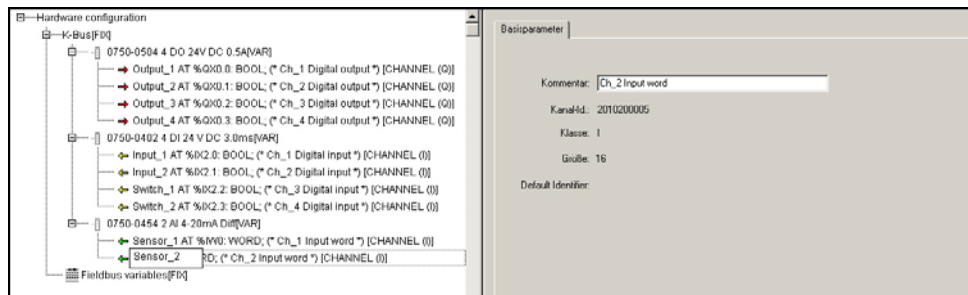 Hardware configuration
K-Bus[FIX]
0750-0504 4 DO 24V DC 0.5A[VAR]
Output_1 AT %QX0.0: BOOL; (* Ch_1 Digital output *) [CHANNEL (Q)]
Output_2 AT %QX0.1: BOOL; (* Ch_2 Digital output *) [CHANNEL (Q)]
Output_3 AT %QX0.2: BOOL; (* Ch_3 Digital output *) [CHANNEL (Q)]
Output_4 AT %QX0.3: BOOL; (* Ch_4 Digital output *) [CHANNEL (Q)]
0750-0402 4 DI 24 V DC 3.0ms[VAR]
Input_1 AT %IX2.0: BOOL; (* Ch_1 Digital input *) [CHANNEL (I)]
Input_2 AT %IX2.1: BOOL; (* Ch_2 Digital input *) [CHANNEL (I)]
Switch_1 AT %IX2.2: BOOL; (* Ch_3 Digital input *) [CHANNEL (I)]
Switch_2 AT %IX2.3: BOOL; (* Ch_4 Digital input *) [CHANNEL (I)]
0750-0454 2 AI 4-20mA Diff[VAR]
Sensor_1 AT %IW0: WORD; (* Ch_1 Input word *) [CHANNEL (I)]
Sensor_2 RD; (* Ch_2 Input word *) [CHANNEL (I)]
Fieldbus variables[FIX]
Basisparameter
Kommentar: Ch_2 Input word
Kanal-Id.: 2010200005
Klasse: I
Größe: 16
Default Identifier: